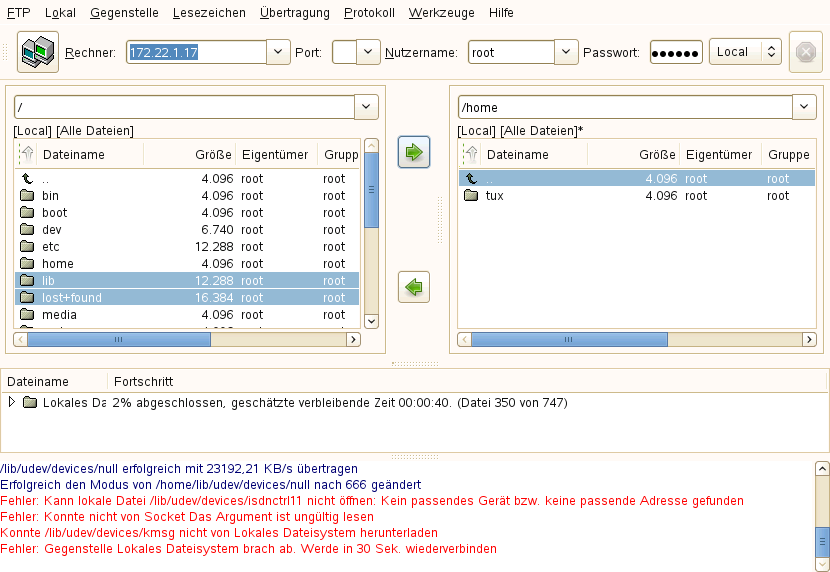 FTP Lokal Gegenstelle Lesezeichen Übertragung Protokoll Werkzeuge Hilfe
Rechner: 172.22.1.17 Port: Nutzername: root Passwort: ●●●●●● Local
/ /home
[Local] [Alle Dateien] [Local] [Alle Dateien]*
Dateiname Größe Eigentümer Grupp Dateiname Größe Eigentümer Gruppe
.. 4.096 root root .. 4.096 root root
bin 4.096 root root tux 4.096 root root
boot 4.096 root root
dev 6.740 root root
etc 12.288 root root
home 4.096 root root
lib 12.288 root root
lost+found 16.384 root root
media 4.096 root root
Dateiname Fortschritt
Lokales Da 2% abgeschlossen, geschätzte verbleibende Zeit 00:00:40. (Datei 350 von 747)
/lib/udev/devices/null erfolgreich mit 23192,21 KB/s übertragen
Erfolgreich den Modus von /home/lib/udev/devices/null nach 666 geändert
Fehler: Kann lokale Datei /lib/udev/devices/isdnctrl11 nicht öffnen: Kein passendes Gerät bzw. keine passende Adresse gefunden
Fehler: Konnte nicht von Socket Das Argument ist ungültig lesen
Konnte /lib/udev/devices/kmsg nicht von Lokales Dateisystem herunterladen
Fehler: Gegenstelle Lokales Dateisystem brach ab. Werde in 30 Sek. wiederverbinden